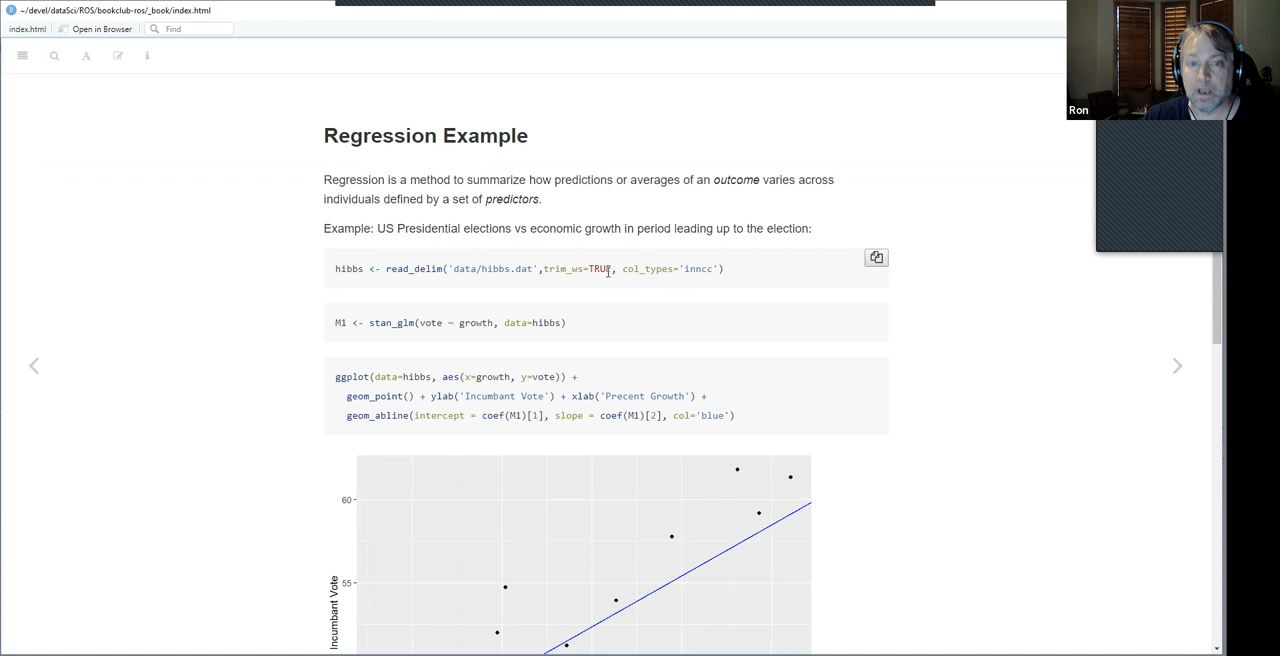 ~/devel/dataSci/ROS/bookclub-ros/_book/index.html
index.html Open in Browser Find
A i
Ron
Regression Example
Regression is a method to summarize how predictions or averages of an outcome varies across
individuals defined by a set of predictors.
Example: US Presidential elections vs economic growth in period leading up to the election:
hibbs <- read_delim('data/hibbs.dat',trim_ws=TRUE, col_types='inncc')
M1 <- stan_glm(vote ~ growth, data=hibbs)
ggplot(data=hibbs, aes(x=growth, y=vote)) +
geom_point() + ylab('Incumbant Vote') + xlab('Precent Growth') +
geom_abline(intercept = coef(M1)[1], slope = coef(M1)[2], col='blue')
60
55
Incumbant Vote